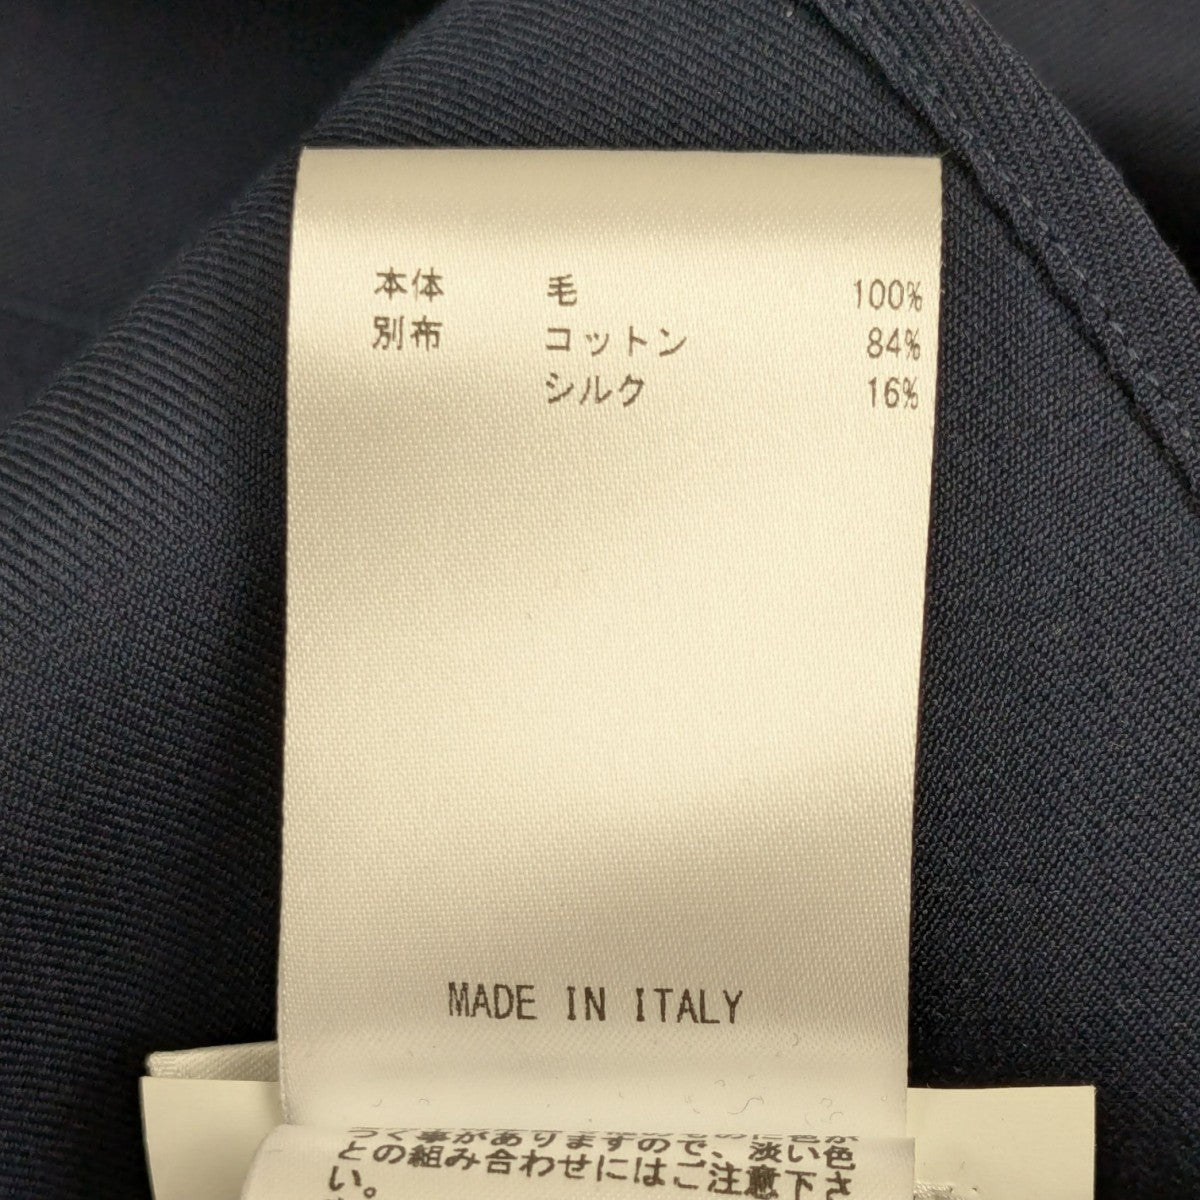 本体 毛 100%
別布 コットン 84%
シルク 16%
MADE IN ITALY
つく事がありますので、淡い色
との組み合わせにはご注意下さ
い。